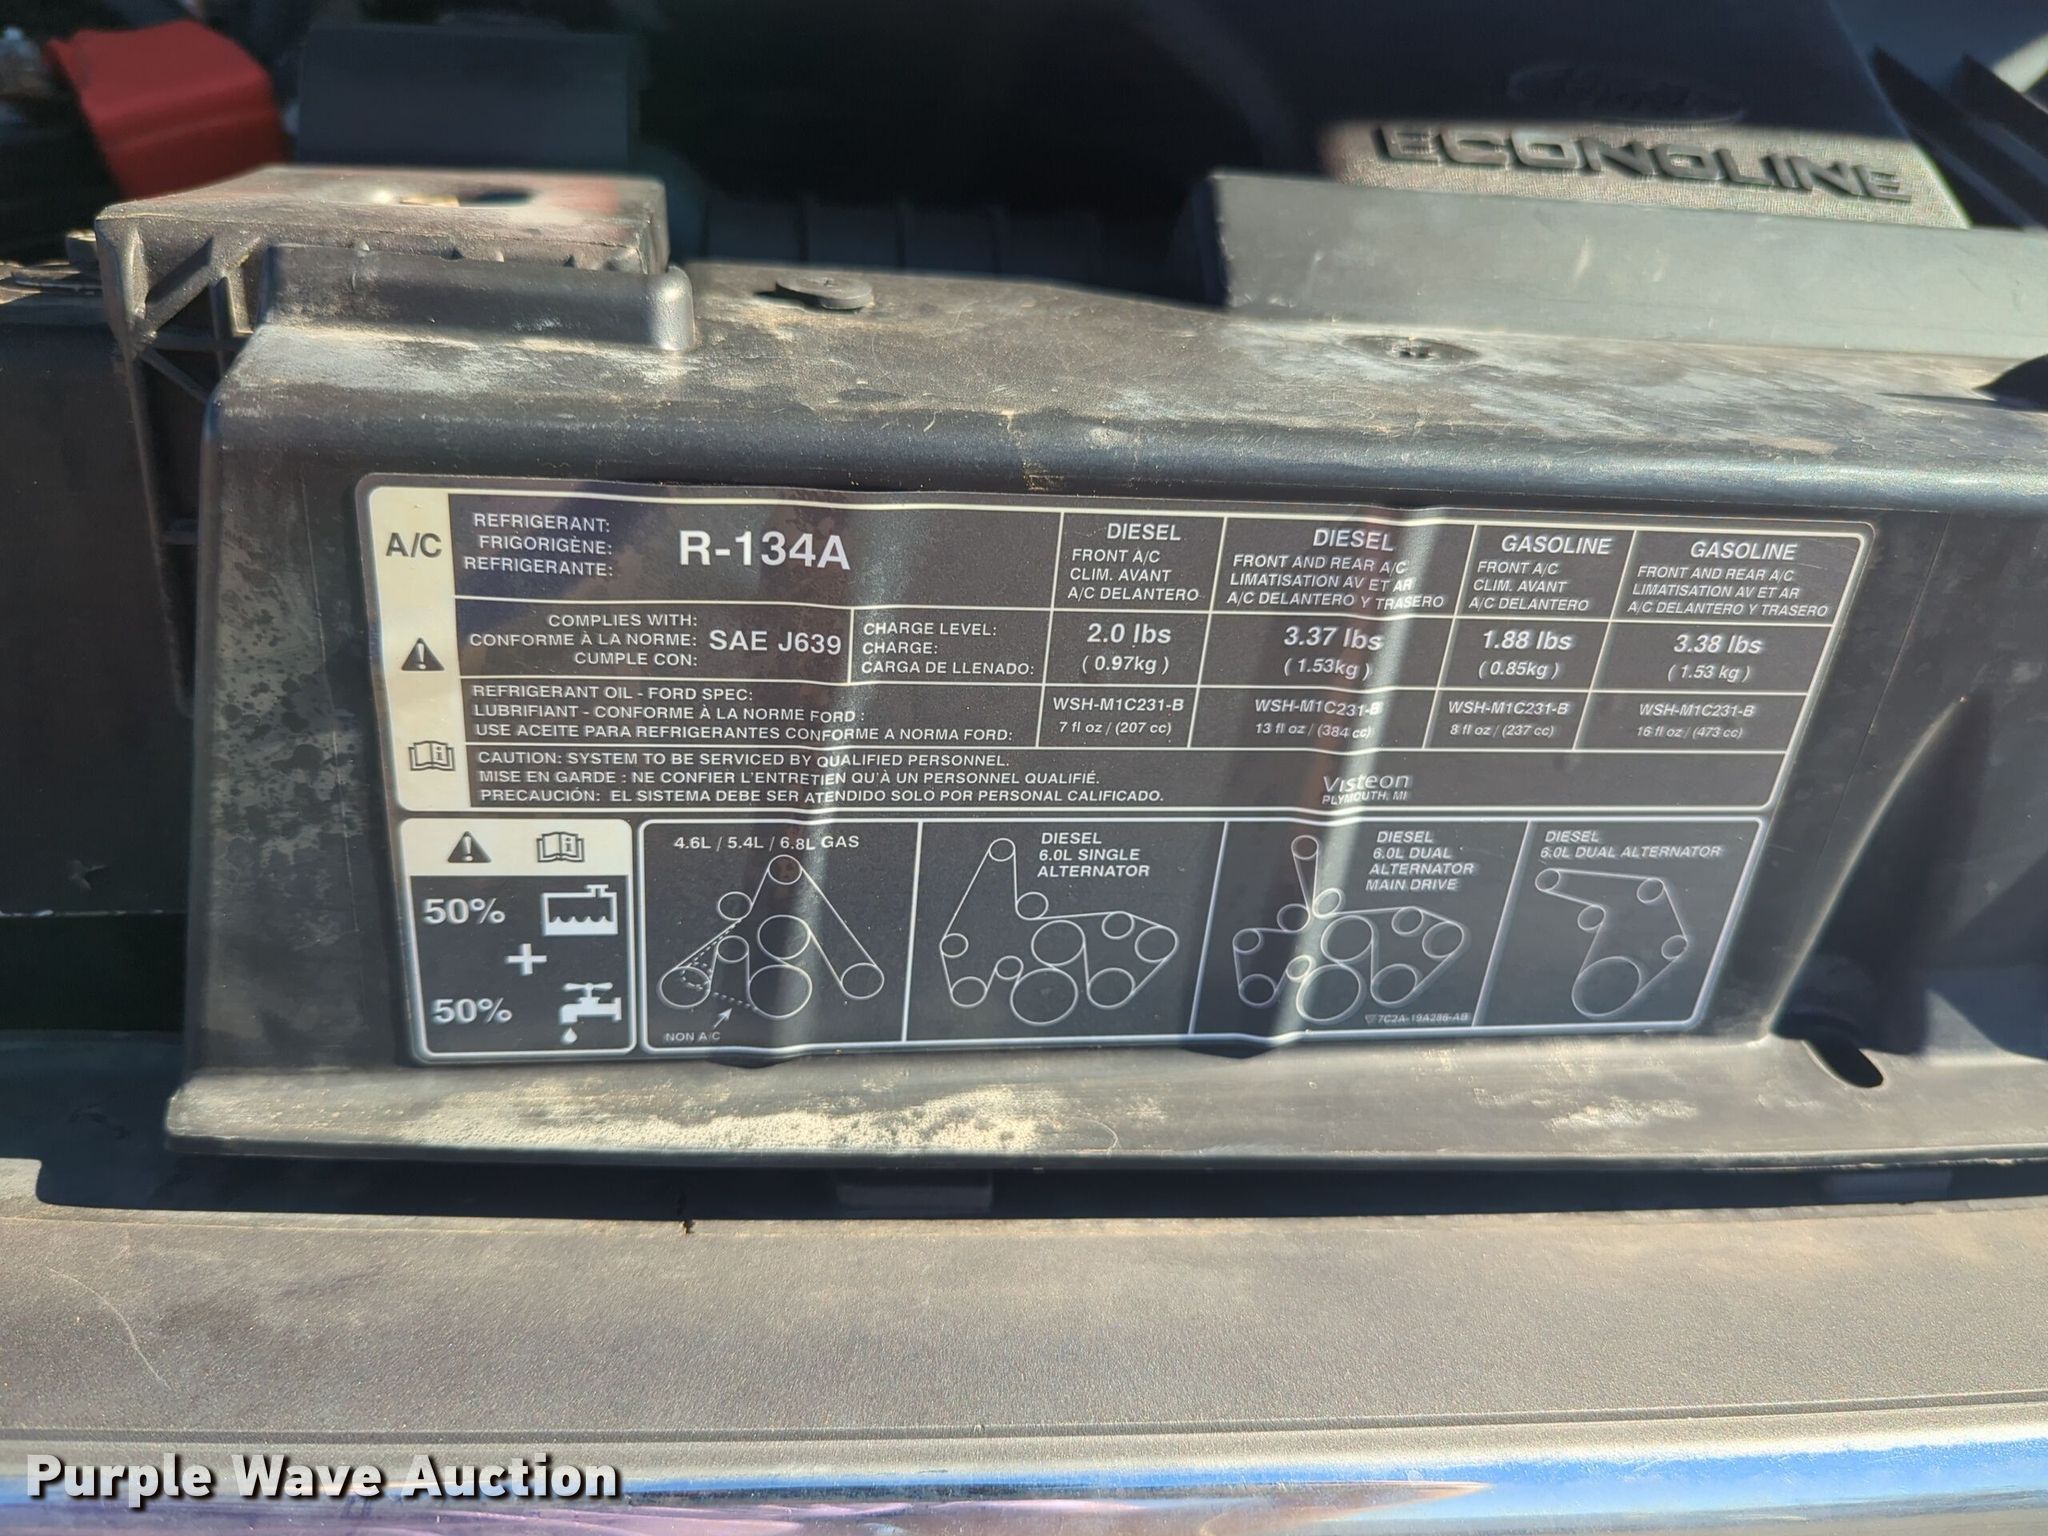 ECONOLINE
A/C
REFRIGERANT:
FRIGORIGÈNE:
REFRIGERANTE:
R-134A
DIESEL
FRONT A/C
CLIM. AVANT
A/C DELANTERO
DIESEL
FRONT AND REAR A/C
LIMATISATION AV ET AR
A/C DELANTERO Y TRASERO
GASOLINE
FRONT A/C
CLIM. AVANT
A/C DELANTERO
GASOLINE
FRONT AND REAR A/C
LIMATISATION AV ET AR
A/C DELANTERO Y TRASERO
COMPLIES WITH:
CONFORME À LA NORME:
CUMPLE CON:
SAE J639
CHARGE LEVEL:
CHARGE:
CARGA DE LLENADO:
2.0 lbs
( 0.97kg )
3.37 lbs
( 1.53kg )
1.88 lbs
( 0.85kg )
3.38 lbs
( 1.53 kg )
REFRIGERANT OIL - FORD SPEC:
LUBRIFIANT - CONFORME À LA NORME FORD :
USE ACEITE PARA REFRIGERANTES CONFORME A NORMA FORD:
WSH-M1C231-B
7 fl oz / (207 cc)
WSH-M1C231-B
13 fl oz / (384 cc)
WSH-M1C231-B
8 fl oz / (237 cc)
WSH-M1C231-B
16 fl oz / (473 cc)
CAUTION: SYSTEM TO BE SERVICED BY QUALIFIED PERSONNEL.
MISE EN GARDE : NE CONFIER L'ENTRETIEN QU'À UN PERSONNEL QUALIFIÉ.
PRECAUCIÓN: EL SISTEMA DEBE SER ATENDIDO SOLO POR PERSONAL CALIFICADO.
Visteon
PLYMOUTH, MI
50%
+
50%
4.6L / 5.4L / 6.8L GAS
NON A/C
DIESEL
6.0L SINGLE
ALTERNATOR
DIESEL
6.0L DUAL
ALTERNATOR
MAIN DRIVE
7C2A-19A286-AB
DIESEL
6.0L DUAL ALTERNATOR
Purple Wave Auction